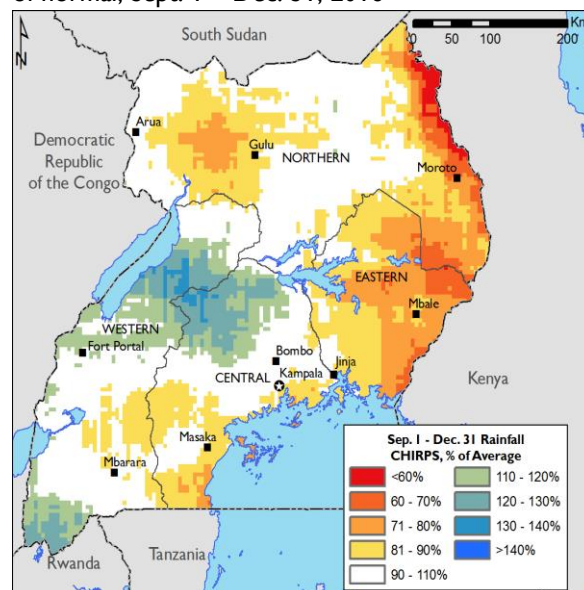 South Sudan
Km
0 50 100 200
N
Arua
Democratic
Republic
of the Congo
Gulu
NORTHERN
Moroto
EASTERN
Mbale
WESTERN
Fort Portal
Bombo
CENTRAL
Kampala
Jinja
Kenya
Masaka
Mbarara
Rwanda
Tanzania
Sep. 1 - Dec. 31 Rainfall
CHIRPS, % of Average
<60% 110 - 120%
60 - 70% 120 - 130%
71 - 80% 130 - 140%
81 - 90% >140%
90 - 110%